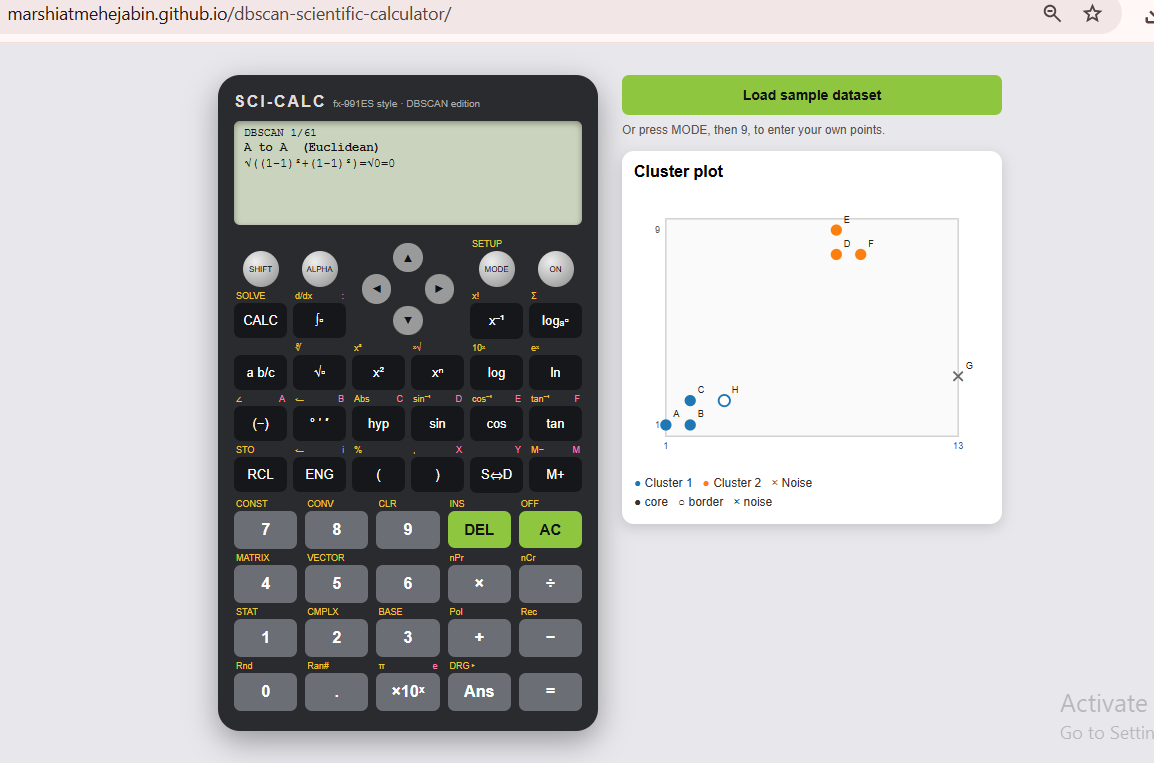 marshiatmehejabin.github.io/dbscan-scientific-calculator/
SCI-CALC fx-991ES style · DBSCAN edition
DBSCAN 1/61
A to A (Euclidean)
√((1−1)²+(1−1)²)=√0=0
SETUP
SHIFT ALPHA ▲ MODE ON
◄ ►
SOLVE d/dx : x! Σ
CALC ∫▫ ▼ x⁻¹ logₐ▫
∛ x³ ˣ√ 10ˣ eˣ
a b/c √▫ x² xⁿ log ln
∠ A B Abs C sin⁻¹ D cos⁻¹ E tan⁻¹ F
(−) ° ′ ″ hyp sin cos tan
STO i % , X Y M− M
RCL ENG ( ) S⇔D M+
CONST CONV CLR INS OFF
7 8 9 DEL AC
MATRIX VECTOR nPr nCr
4 5 6 × ÷
STAT CMPLX BASE Pol Rec
1 2 3 + −
Rnd Ran# π e DRG▸
0 . ×10ˣ Ans =
Load sample dataset
Or press MODE, then 9, to enter your own points.
Cluster plot
E
9
D F
G
C H
A B
1
1 13
● Cluster 1 ● Cluster 2 × Noise
● core ○ border × noise
Activate
Go to Settin